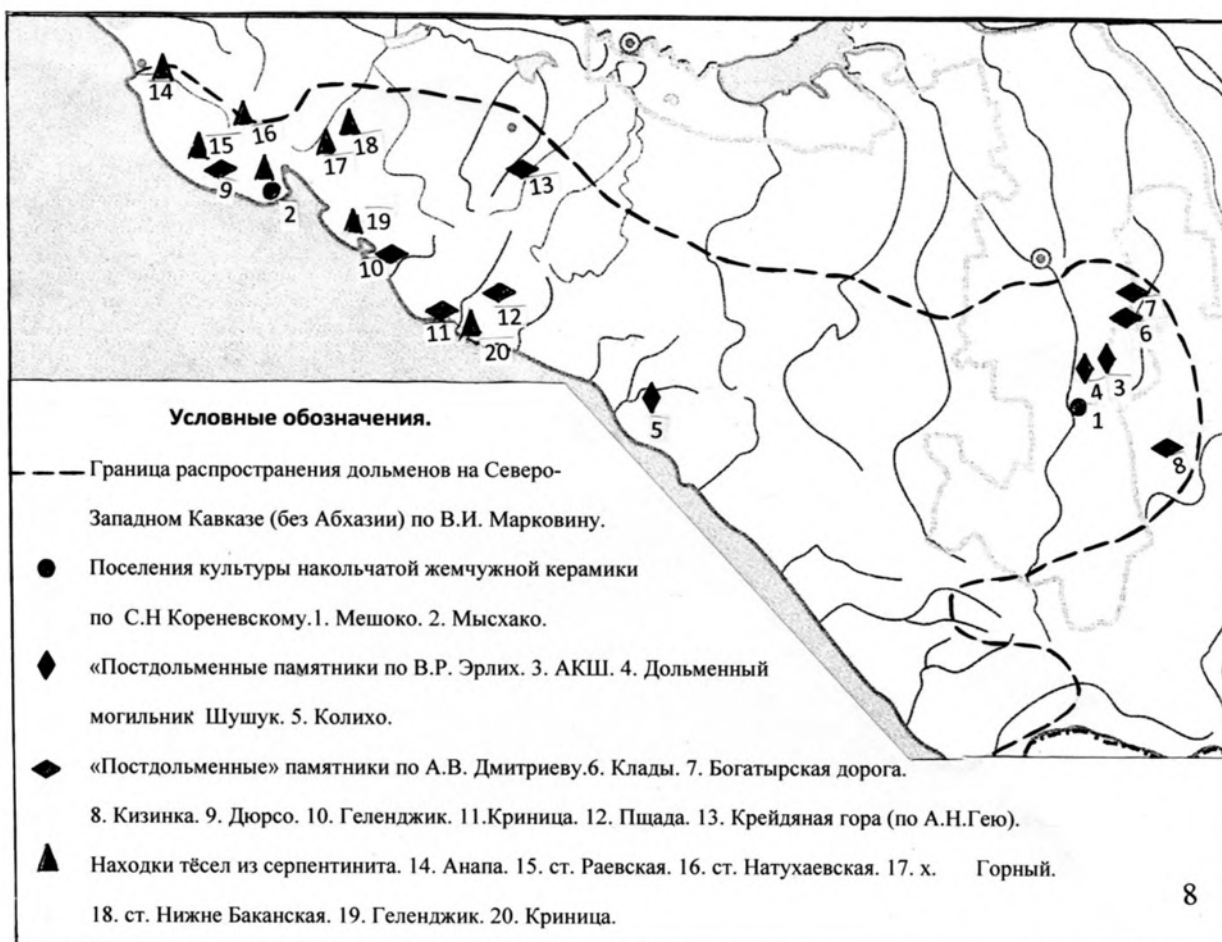 14
16
15
18
17
9
2
13
19
10
12
11
20
7
6
4
3
1
5
8
Условные обозначения.
Граница распространения дольменов на Северо-
Западном Кавказе (без Абхазии) по В.И. Марковину.
Поселения культуры накольчатой жемчужной керамики
по С.Н Кореневскому.1. Мешоко. 2. Мысхако.
«Постдольменные памятники по В.Р. Эрлих. 3. АКШ. 4. Дольменный
могильник Шушук. 5. Колихо.
«Постдольменные» памятники по А.В. Дмитриеву.6. Клады. 7. Богатырская дорога.
8. Кизинка. 9. Дюрсо. 10. Геленджик. 11.Криница. 12. Пщада. 13. Крейдяная гора (по А.Н.Гею).
Находки тёсел из серпентинита. 14. Анапа. 15. ст. Раевская. 16. ст. Натухаевская. 17. х. Горный.
18. ст. Нижне Баканская. 19. Геленджик. 20. Криница.
8